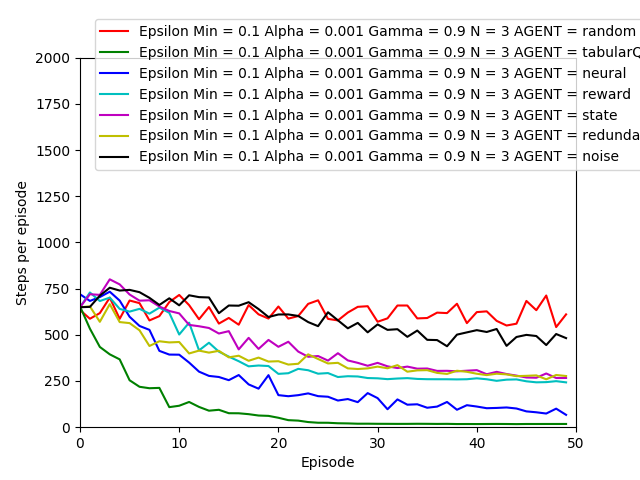 Epsilon Min = 0.1 Alpha = 0.001 Gamma = 0.9 N = 3 AGENT = random
Epsilon Min = 0.1 Alpha = 0.001 Gamma = 0.9 N = 3 AGENT = tabularQ
Epsilon Min = 0.1 Alpha = 0.001 Gamma = 0.9 N = 3 AGENT = neural
Epsilon Min = 0.1 Alpha = 0.001 Gamma = 0.9 N = 3 AGENT = reward
Epsilon Min = 0.1 Alpha = 0.001 Gamma = 0.9 N = 3 AGENT = state
Epsilon Min = 0.1 Alpha = 0.001 Gamma = 0.9 N = 3 AGENT = redunda
Epsilon Min = 0.1 Alpha = 0.001 Gamma = 0.9 N = 3 AGENT = noise
2000
1750
1500
1250
1000
750
500
250
0
Steps per episode
0 10 20 30 40 50
Episode